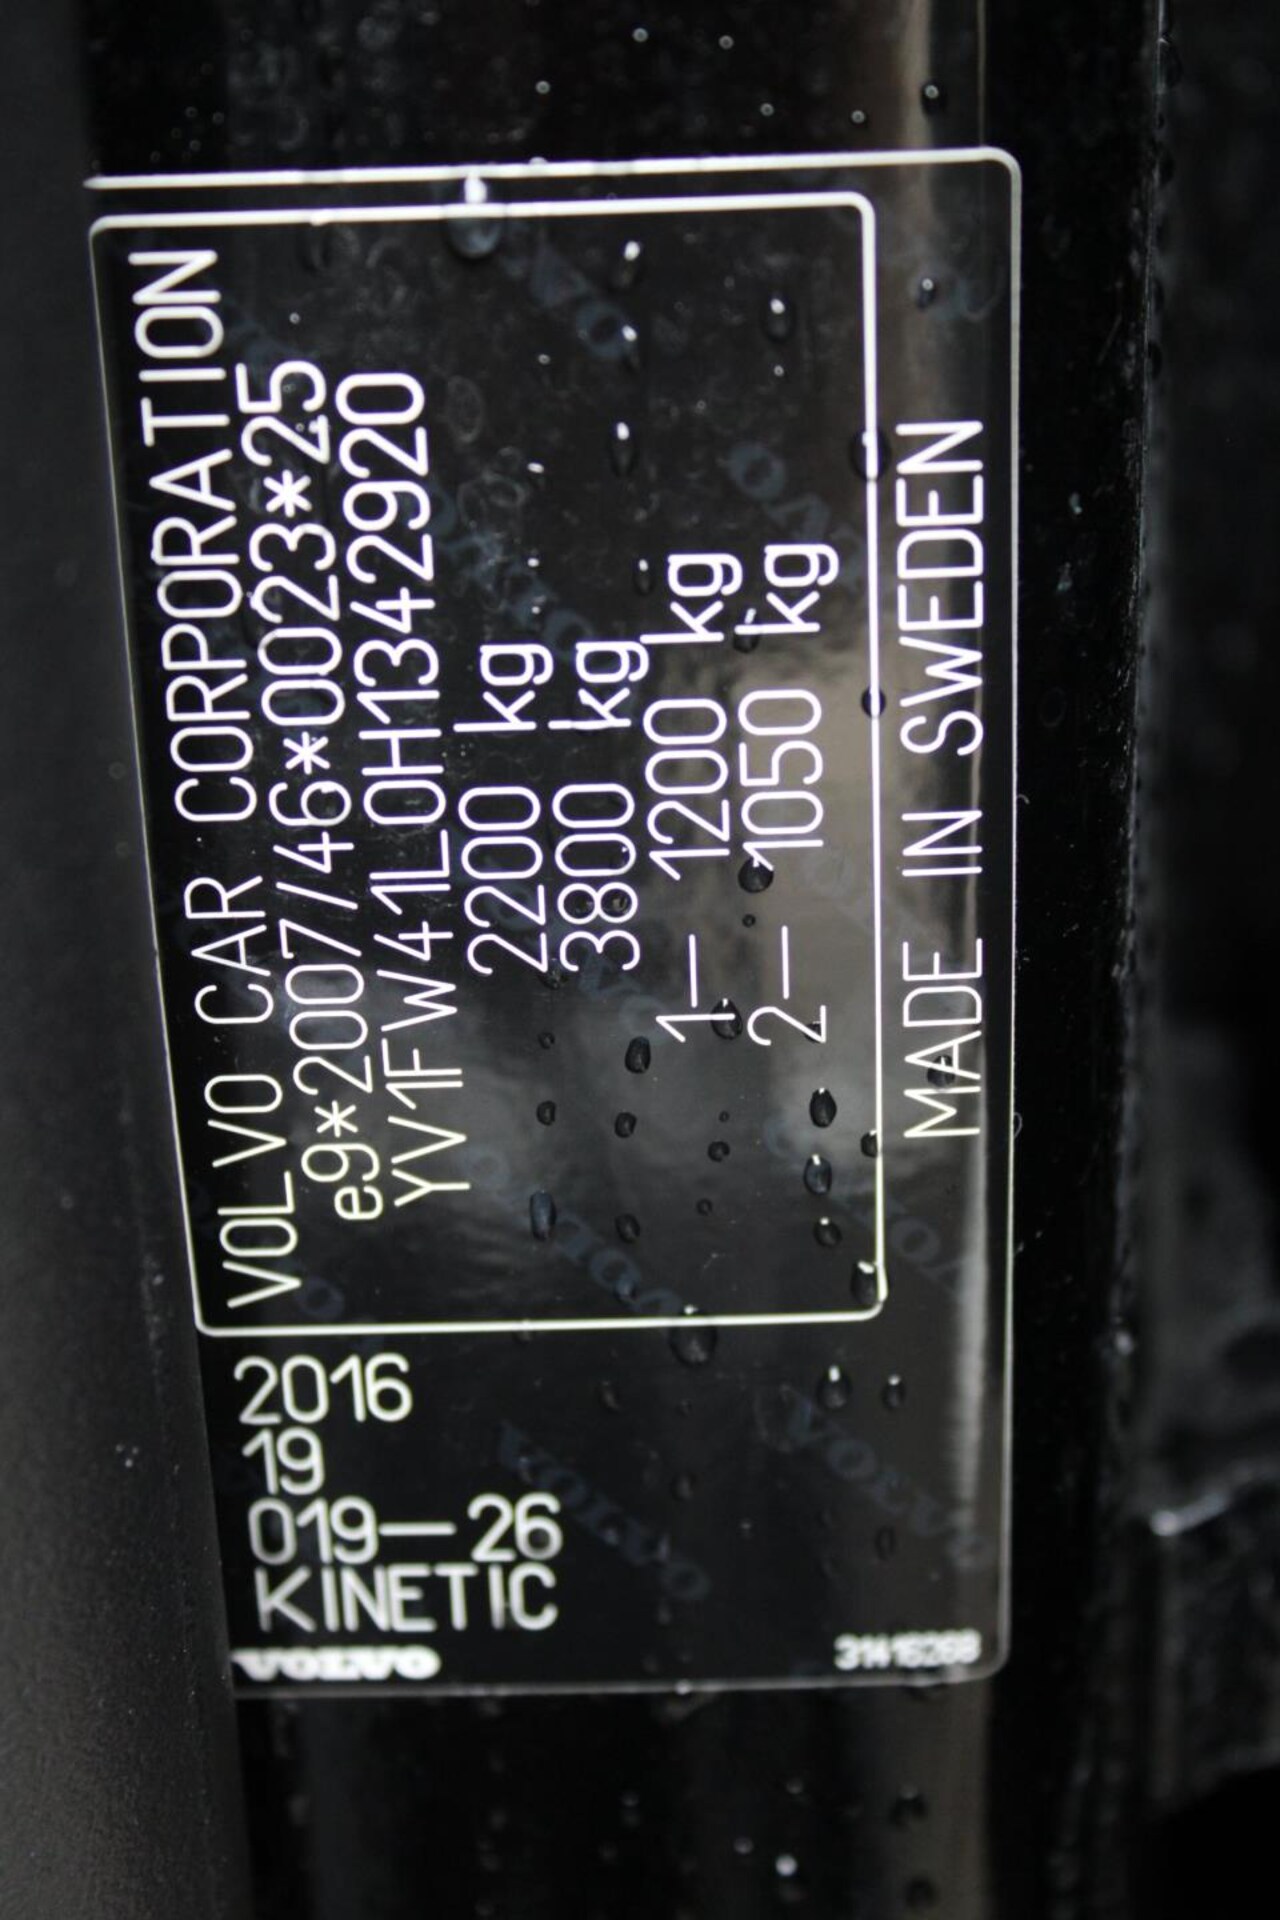 VOLVO CAR CORPORATION
e9*2007/46*0023*25
YV1FW41L0H1342920
2200 kg
3800 kg
1- 1200 kg
2- 1050 kg
MADE IN SWEDEN
2016
19
019-26
KINETIC
VOLVO
31416268